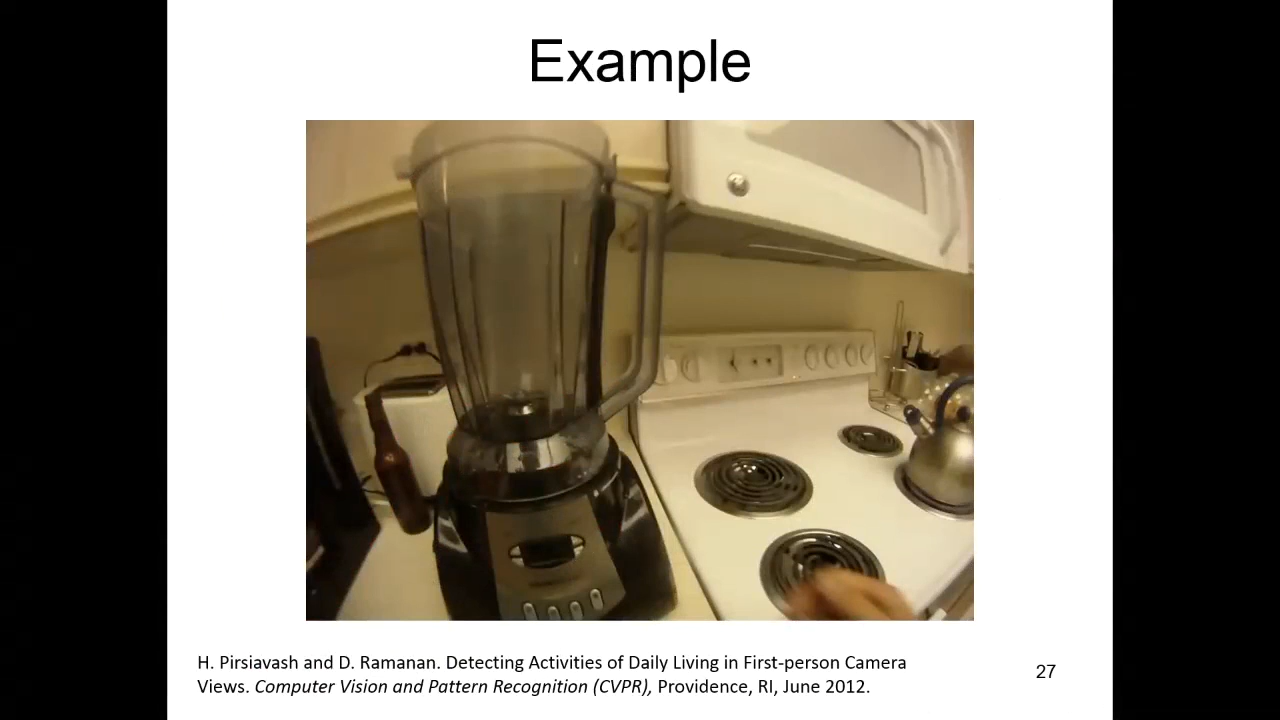 Example
H. Pirsiavash and D. Ramanan. Detecting Activities of Daily Living in First-person Camera
Views. Computer Vision and Pattern Recognition (CVPR), Providence, RI, June 2012.
27